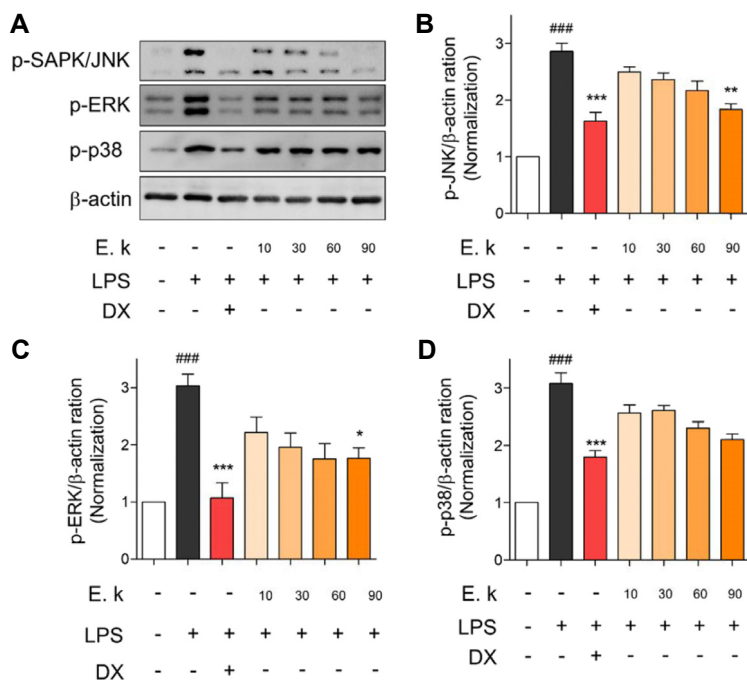 A
p-SAPK/JNK
p-ERK
p-p38
β-actin
E. k - - - 10 30 60 90
LPS - + + + + + +
DX - - + - - - -
B
p-JNK/β-actin ration
(Normalization)
3
2
1
0
###
***
**
E. k - - - 10 30 60 90
LPS - + + + + + +
DX - - + - - - -
C
p-ERK/β-actin ration
(Normalization)
3
2
1
0
###
***
*
E. k - - - 10 30 60 90
LPS - + + + + + +
DX - - + - - - -
D
p-p38/β-actin ration
(Normalization)
3
2
1
0
###
***
E. k - - - 10 30 60 90
LPS - + + + + + +
DX - - + - - - -